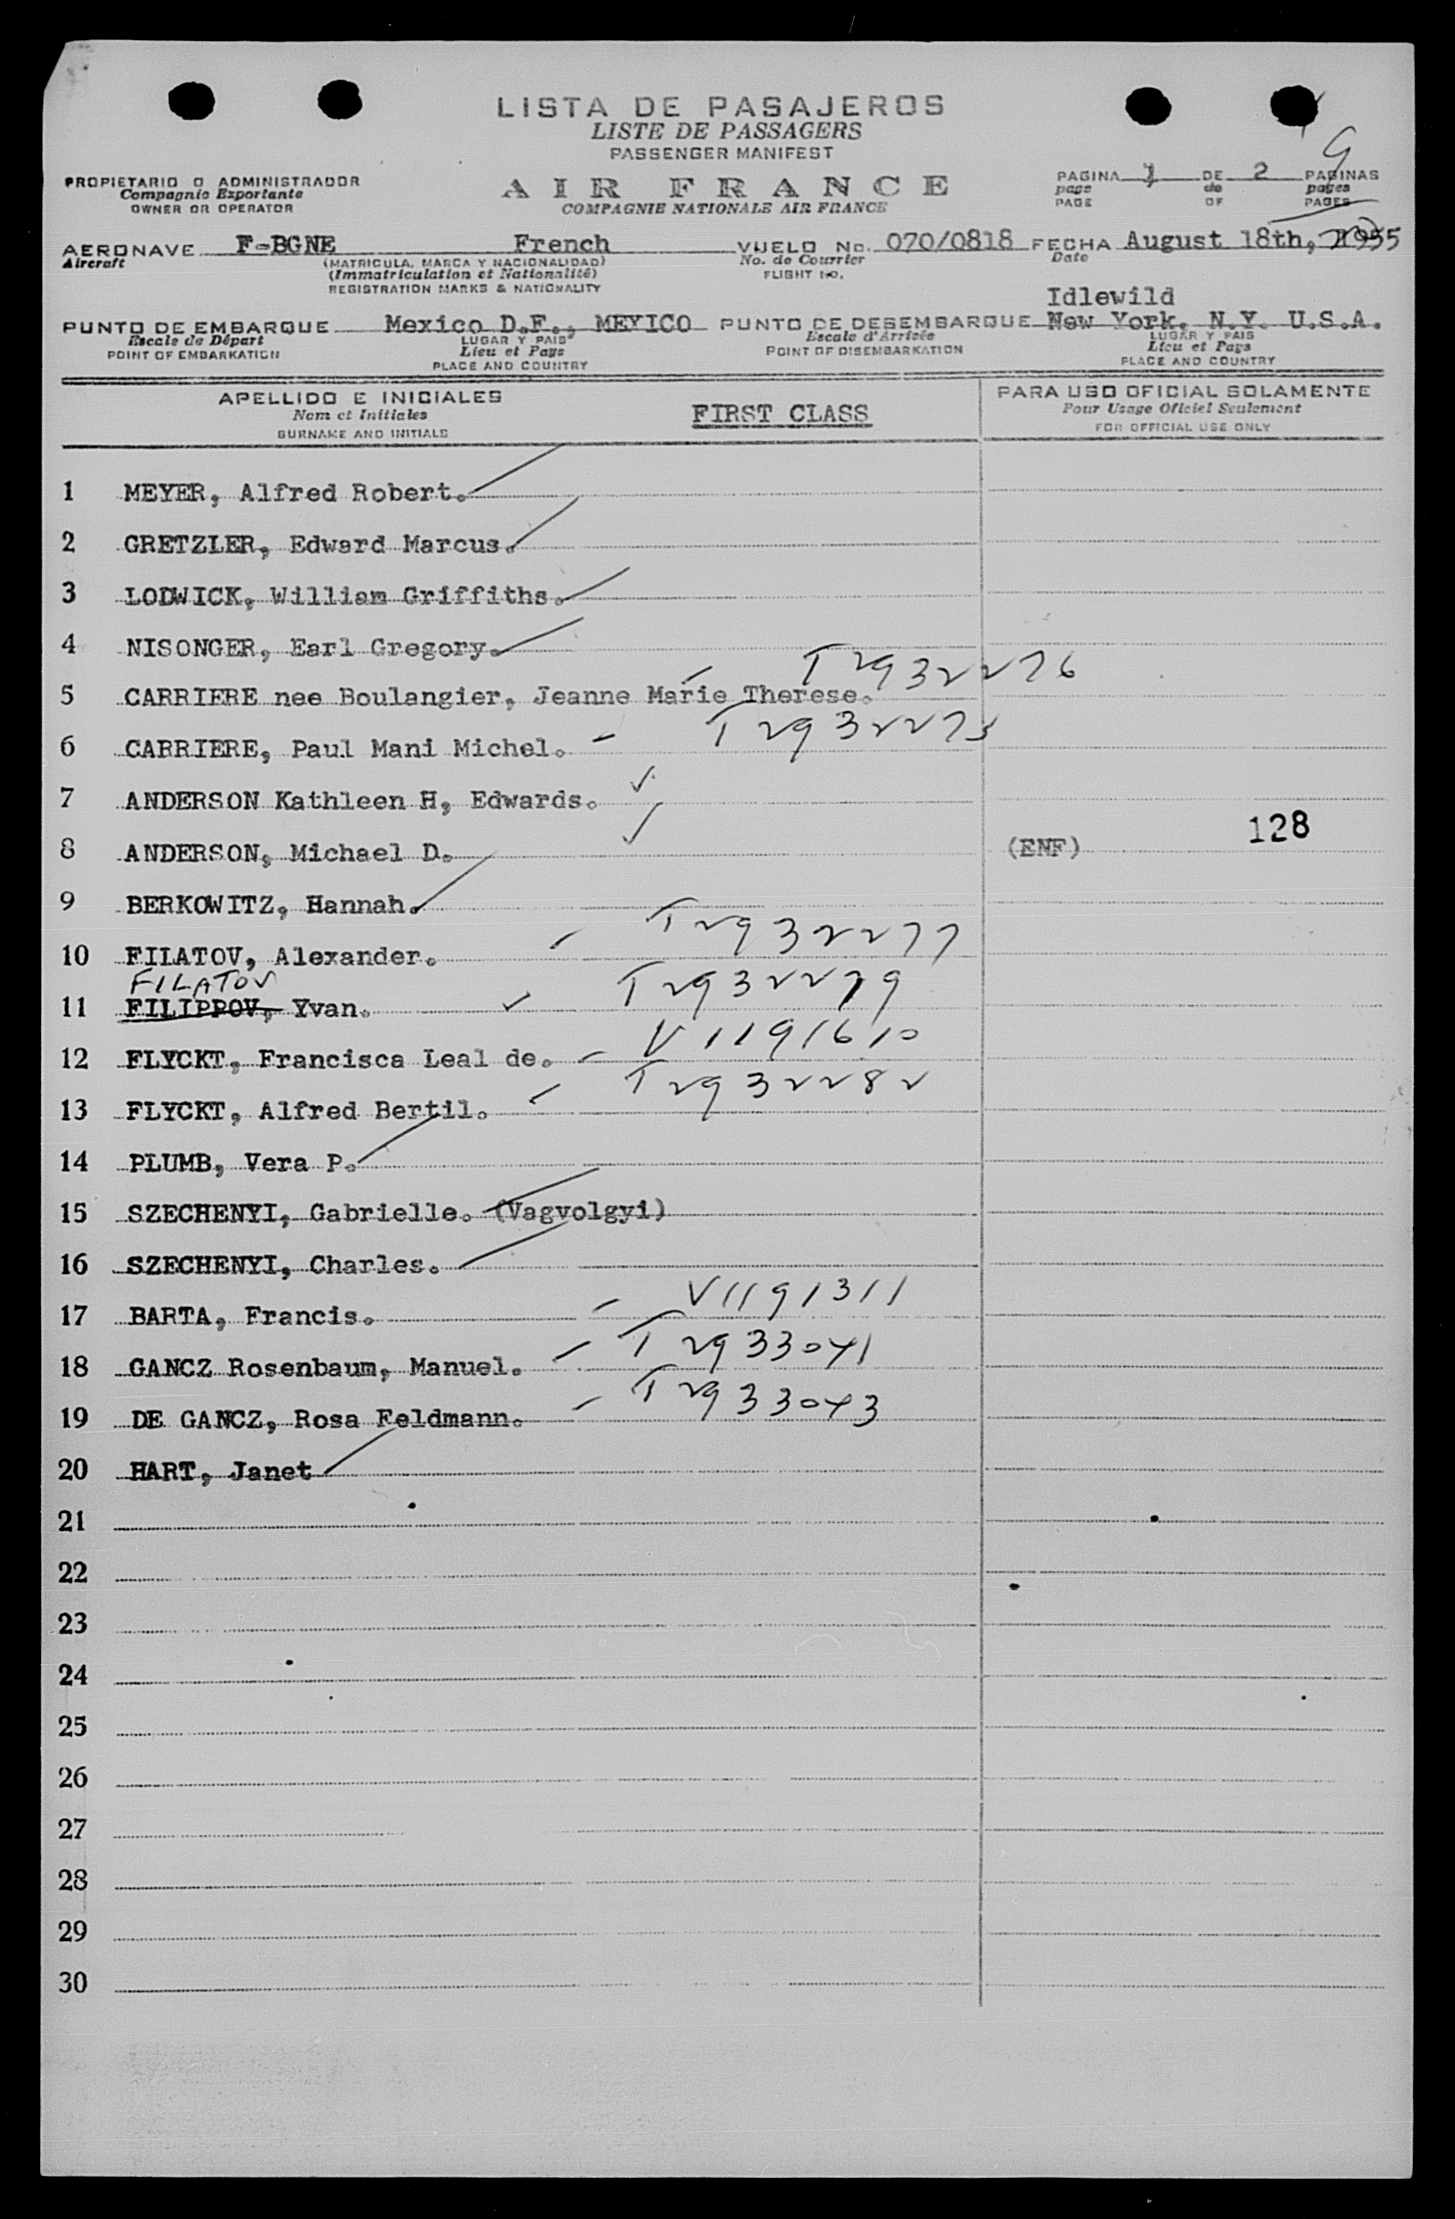 LISTA DE PASAJEROS
LISTE DE PASSAGERS
PASSENGER MANIFEST
PROPIETARIO O ADMINISTRADOR
Compagnie Exportante
OWNER OR OPERATOR
AIR FRANCE
COMPAGNIE NATIONALE AIR FRANCE
9
PAGINA 1 DE 2 PAGINAS
page de pages
PAGE OF PAGES
AERONAVE F-BGNE French VUELO No. 070/0818 FECHA August 18th, 1955
Aircraft (MATRICULA, MARCA Y NACIONALIDAD) No. de Courrier Date
(Immatriculation et Nationalité) FLIGHT NO.
REGISTRATION MARKS & NATIONALITY
Idlewild
PUNTO DE EMBARQUE Mexico D.F., MEXICO PUNTO DE DESEMBARQUE New York, N.Y. U.S.A.
Escale de Départ LUGAR Y PAIS Escale d'Arrivée LUGAR Y PAIS
POINT OF EMBARKATION Lieu et Pays POINT OF DISEMBARKATION Lieu et Pays
PLACE AND COUNTRY PLACE AND COUNTRY
APELLIDO E INICIALES
Nom et Initiales
SURNAME AND INITIALS
FIRST CLASS
PARA USO OFICIAL SOLAMENTE
Pour Usage Oficiel Seulement
FOR OFFICIAL USE ONLY
1 MEYER, Alfred Robert.
2 GRETZLER, Edward Marcus.
3 LODWICK, William Griffiths.
4 NISONGER, Earl Gregory.
5 CARRIERE nee Boulangier, Jeanne Marie Therese. T2932276
6 CARRIERE, Paul Mani Michel. T2932275
7 ANDERSON Kathleen H, Edwards.
8 ANDERSON, Michael D. (ENF) 128
9 BERKOWITZ, Hannah.
10 FILATOV, Alexander. T2932277
FILATOV
11 FILIPPOV, Yvan. T2932279
12 FLYCKT, Francisca Leal de. V1191610
13 FLYCKT, Alfred Bertil. T2932282
14 PLUMB, Vera P.
15 SZECHENYI, Gabrielle. (Vagvolgyi)
16 SZECHENYI, Charles.
17 BARTA, Francis. V1191311
18 GANCZ Rosenbaum, Manuel. T2933041
19 DE GANCZ, Rosa Feldmann. T2933043
20 HART, Janet
21
22
23
24
25
26
27
28
29
30